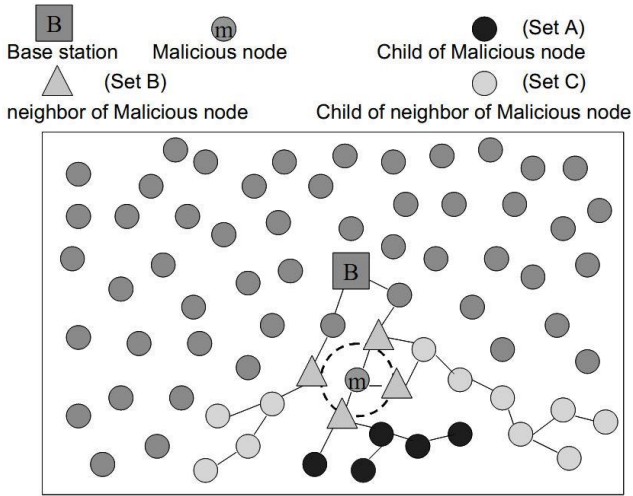 B
m
(Set A)
Base station
Malicious node
Child of Malicious node
(Set B)
(Set C)
neighbor of Malicious node
Child of neighbor of Malicious node
B
m